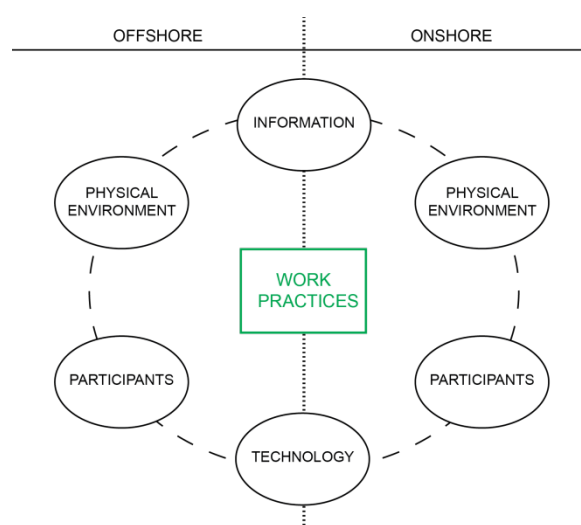 OFFSHORE
ONSHORE
INFORMATION
PHYSICAL
ENVIRONMENT
PHYSICAL
ENVIRONMENT
WORK
PRACTICES
PARTICIPANTS
PARTICIPANTS
TECHNOLOGY